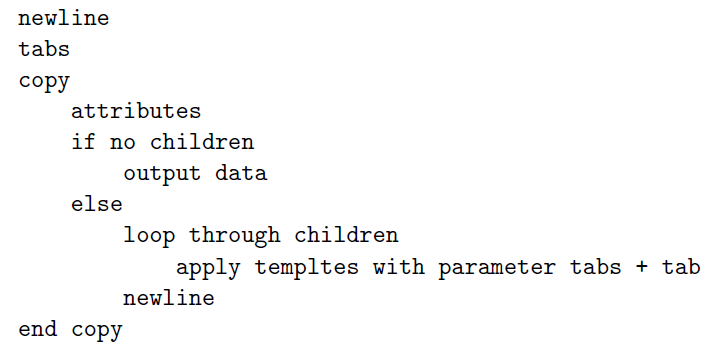 newline
tabs
copy
    attributes
    if no children
        output data
    else
        loop through children
            apply templtes with parameter tabs + tab
        newline
end copy